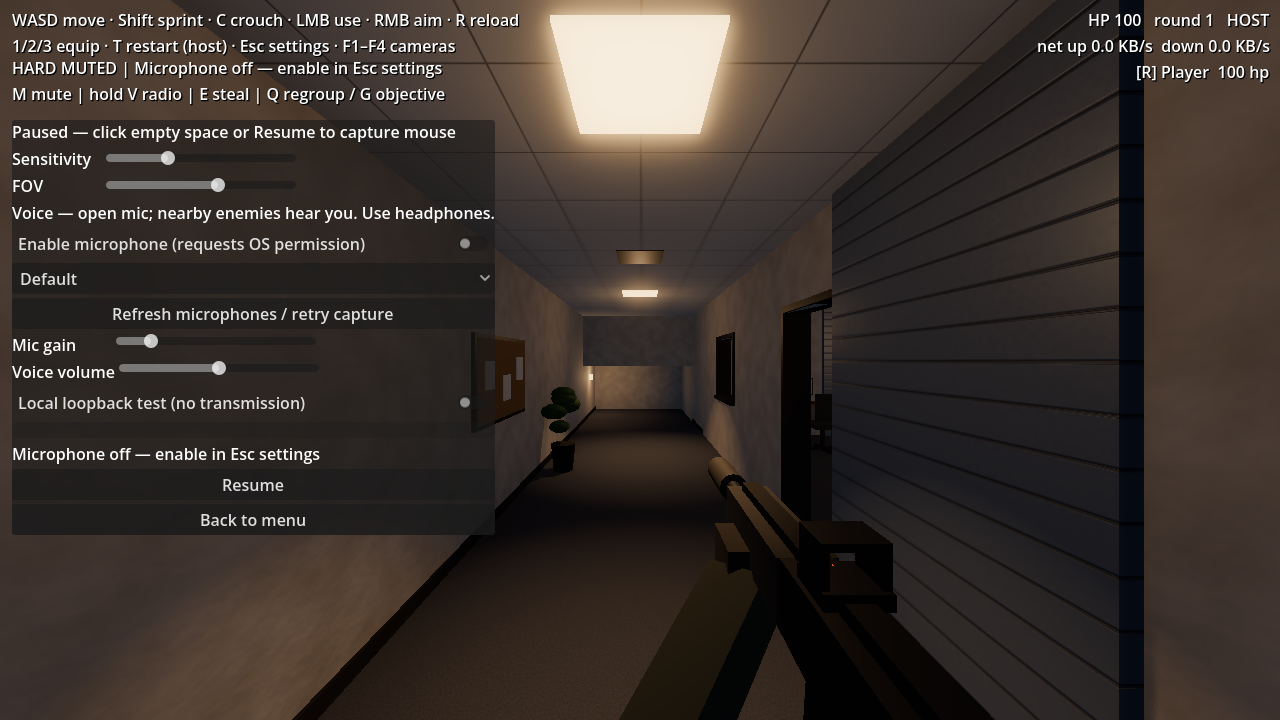 WASD move · Shift sprint · C crouch · LMB use · RMB aim · R reload
1/2/3 equip · T restart (host) · Esc settings · F1–F4 cameras
HARD MUTED | Microphone off — enable in Esc settings
M mute | hold V radio | E steal | Q regroup / G objective
HP 100 round 1 HOST
net up 0.0 KB/s down 0.0 KB/s
[R] Player 100 hp
Paused — click empty space or Resume to capture mouse
Sensitivity
FOV
Voice — open mic; nearby enemies hear you. Use headphones.
Enable microphone (requests OS permission)
Default
Refresh microphones / retry capture
Mic gain
Voice volume
Local loopback test (no transmission)
Microphone off — enable in Esc settings
Resume
Back to menu